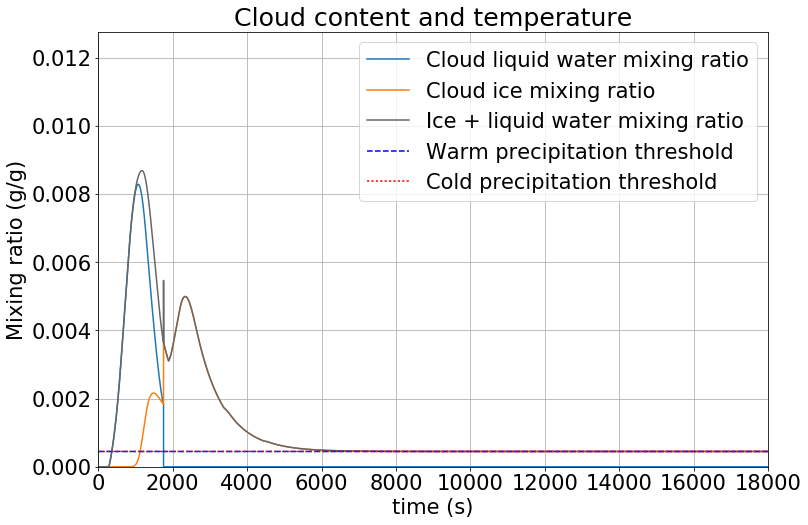 Cloud content and temperature
Mixing ratio (g/g)
0.012
0.010
0.008
0.006
0.004
0.002
0.000
Cloud liquid water mixing ratio
Cloud ice mixing ratio
Ice + liquid water mixing ratio
Warm precipitation threshold
Cold precipitation threshold
0 2000 4000 6000 8000 10000 12000 14000 16000 18000
time (s)